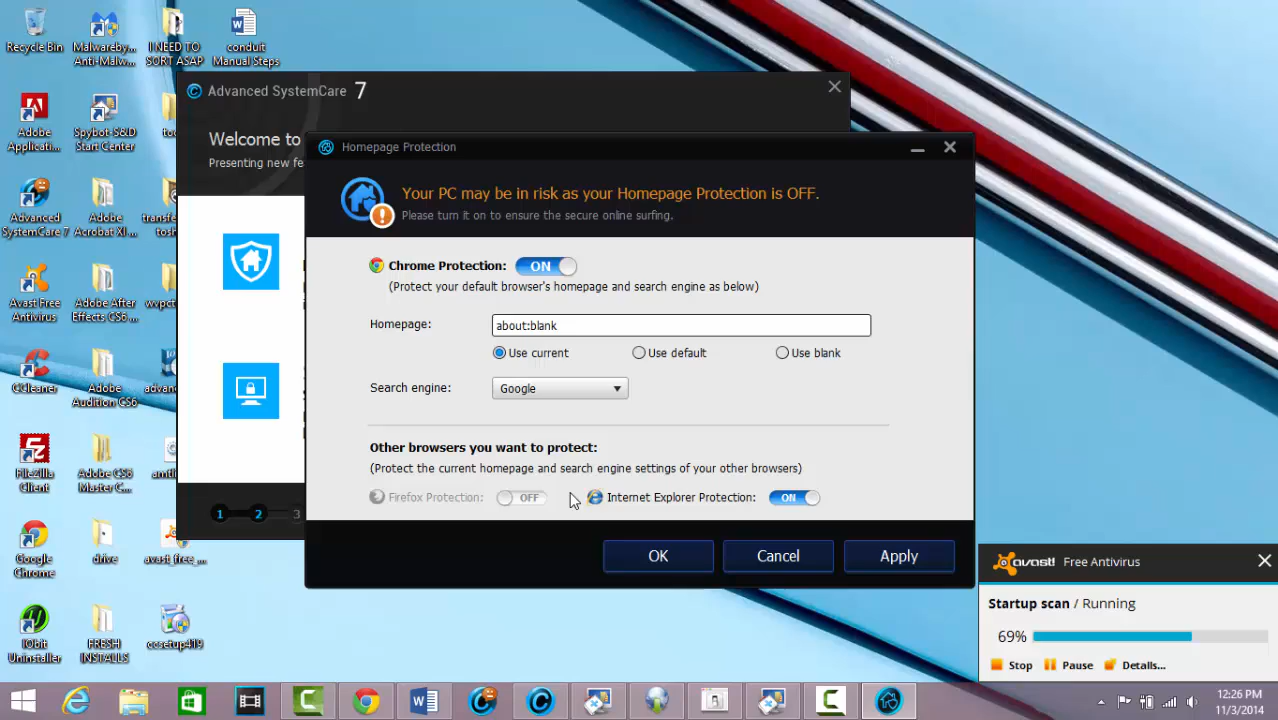 Recycle Bin
Malwareby...
Anti-Malw...
I NEED TO
SORT ASAP
conduit
Manual Steps
Adobe
Applicati...
Spybot-S&D
Start Center
Advanced
SystemCare 7
Adobe
Acrobat XI...
transfe
tosh
Avast Free
Antivirus
Adobe After
Effects CS6...
wvpct
CCleaner
Adobe
Audition CS6
advan
FileZilla
Client
Adobe CS6
Master C...
amtli
Google
Chrome
drive
avast_free_...
IObit
Uninstaller
FRESH
INSTALLS
ccsetup419
Advanced SystemCare 7
Welcome to
Presenting new fe
1 2 3
Homepage Protection
Your PC may be in risk as your Homepage Protection is OFF.
Please turn it on to ensure the secure online surfing.
Chrome Protection: ON
(Protect your default browser's homepage and search engine as below)
Homepage: about:blank
Use current Use default Use blank
Search engine: Google
Other browsers you want to protect:
(Protect the current homepage and search engine settings of your other browsers)
Firefox Protection: OFF Internet Explorer Protection: ON
OK Cancel Apply
avast! Free Antivirus
Startup scan / Running
69%
Stop Pause Details...
12:26 PM
11/3/2014